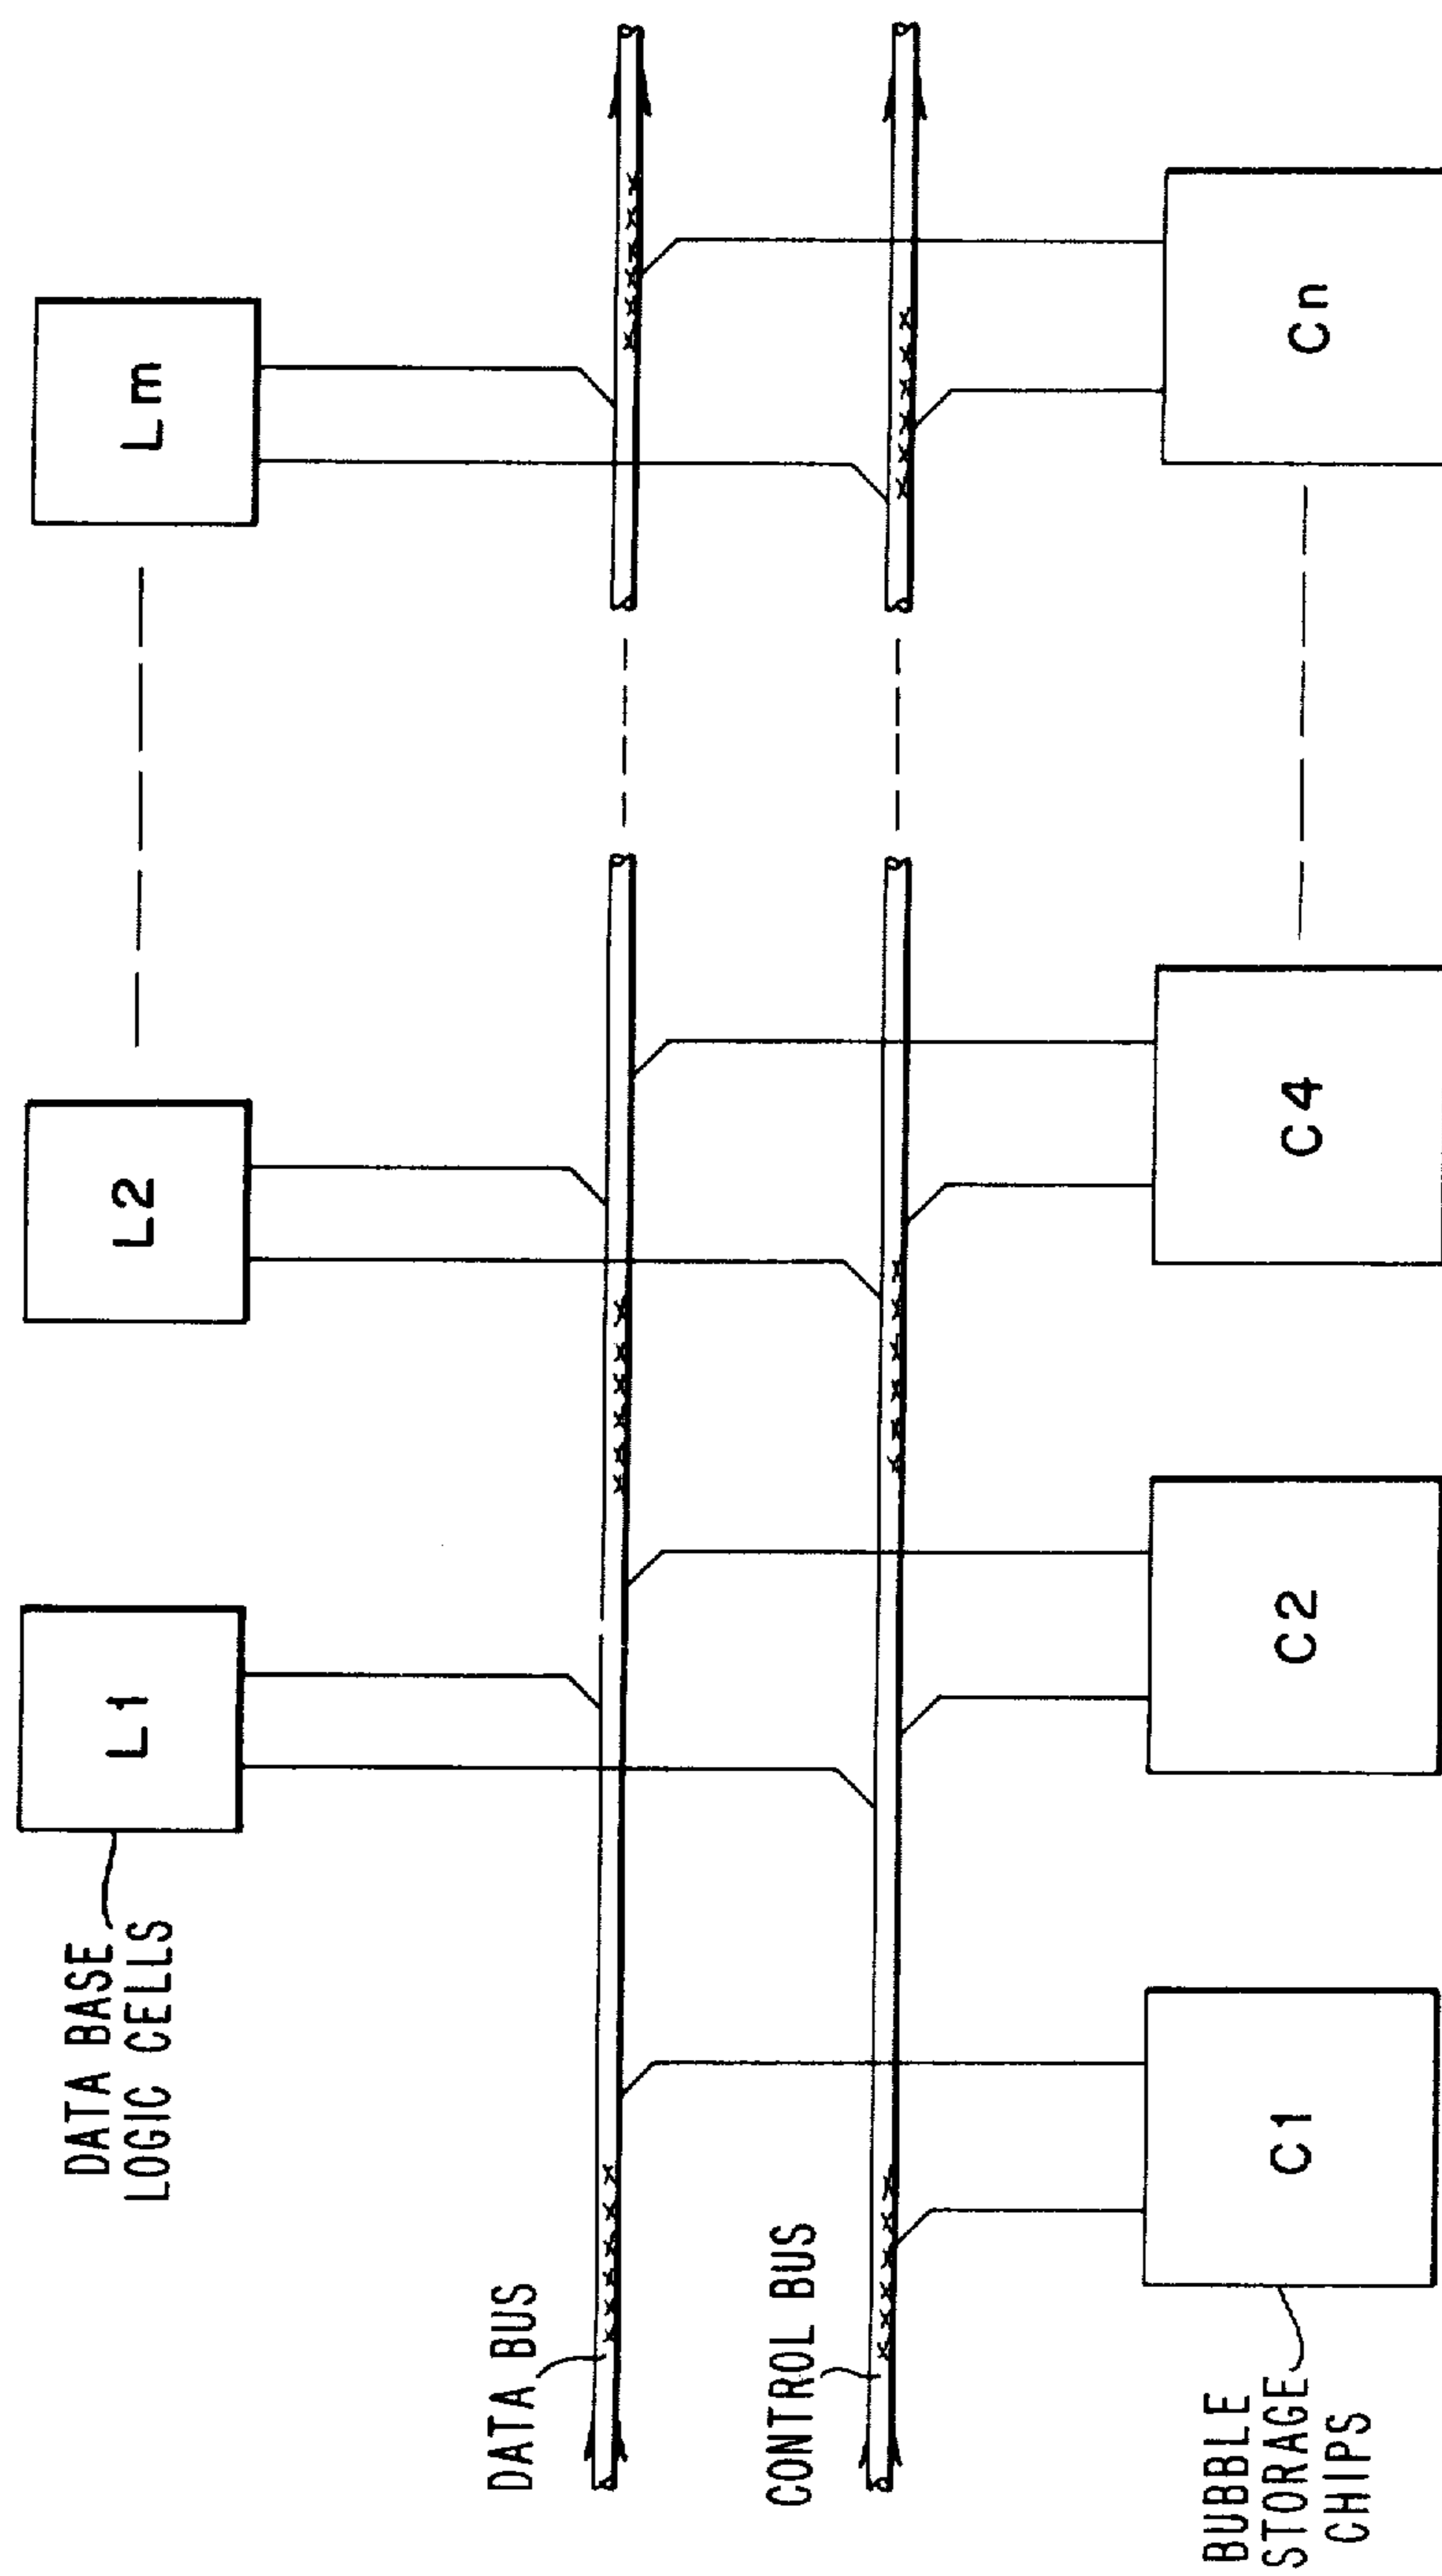 DATA BASE
LOGIC CELLS
L1
L2
Lm
DATA BUS
CONTROL BUS
BUBBLE
STORAGE
CHIPS
C1
C2
C4
Cn